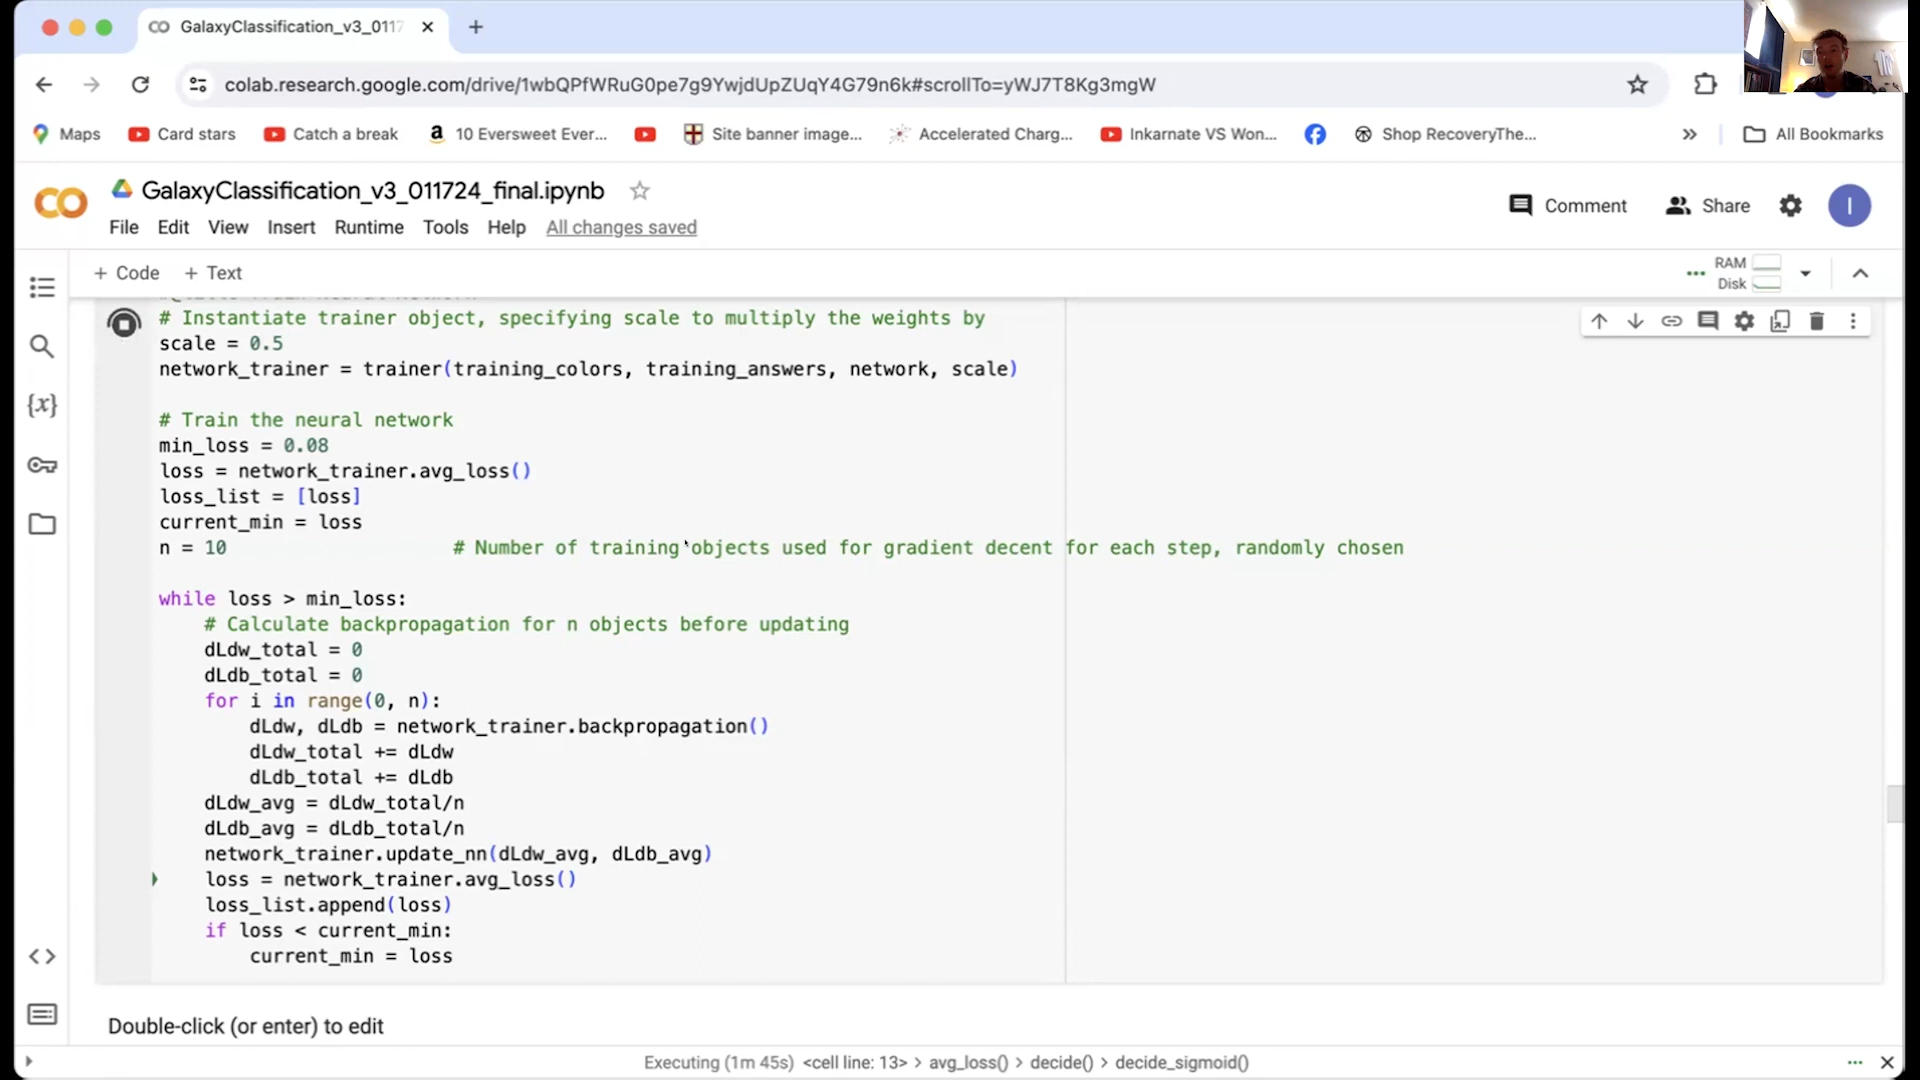 GalaxyClassification_v3_0117
colab.research.google.com/drive/1wbQPfWRuG0pe7g9YwjdUpZUqY4G79n6k#scrollTo=yWJ7T8Kg3mgW
Maps Card stars Catch a break 10 Eversweet Ever... Site banner image... Accelerated Charg... Inkarnate VS Won... Shop RecoveryThe... » All Bookmarks
GalaxyClassification_v3_011724_final.ipynb
Comment Share I
File Edit View Insert Runtime Tools Help All changes saved
+ Code + Text
RAM
Disk
# Instantiate trainer object, specifying scale to multiply the weights by
scale = 0.5
network_trainer = trainer(training_colors, training_answers, network, scale)
# Train the neural network
min_loss = 0.08
loss = network_trainer.avg_loss()
loss_list = [loss]
current_min = loss
n = 10 # Number of training objects used for gradient decent for each step, randomly chosen
while loss > min_loss:
# Calculate backpropagation for n objects before updating
dLdw_total = 0
dLdb_total = 0
for i in range(0, n):
dLdw, dLdb = network_trainer.backpropagation()
dLdw_total += dLdw
dLdb_total += dLdb
dLdw_avg = dLdw_total/n
dLdb_avg = dLdb_total/n
network_trainer.update_nn(dLdw_avg, dLdb_avg)
loss = network_trainer.avg_loss()
loss_list.append(loss)
if loss < current_min:
current_min = loss
Double-click (or enter) to edit
Executing (1m 45s) <cell line: 13> > avg_loss() > decide() > decide_sigmoid()